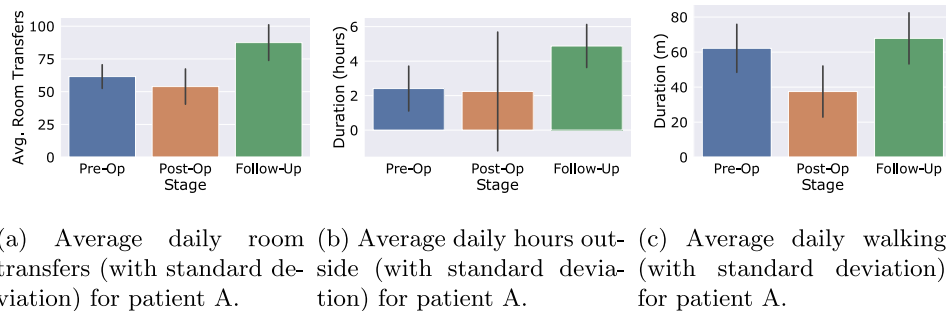 Avg. Room Transfers
100
75
50
25
0
Pre-Op Post-Op Follow-Up
Stage
Duration (hours)
6
4
2
0
Pre-Op Post-Op Follow-Up
Stage
Duration (m)
80
60
40
20
0
Pre-Op Post-Op Follow-Up
Stage
(a) Average daily room
transfers (with standard de-
viation) for patient A.
(b) Average daily hours out-
side (with standard devia-
tion) for patient A.
(c) Average daily walking
(with standard deviation)
for patient A.